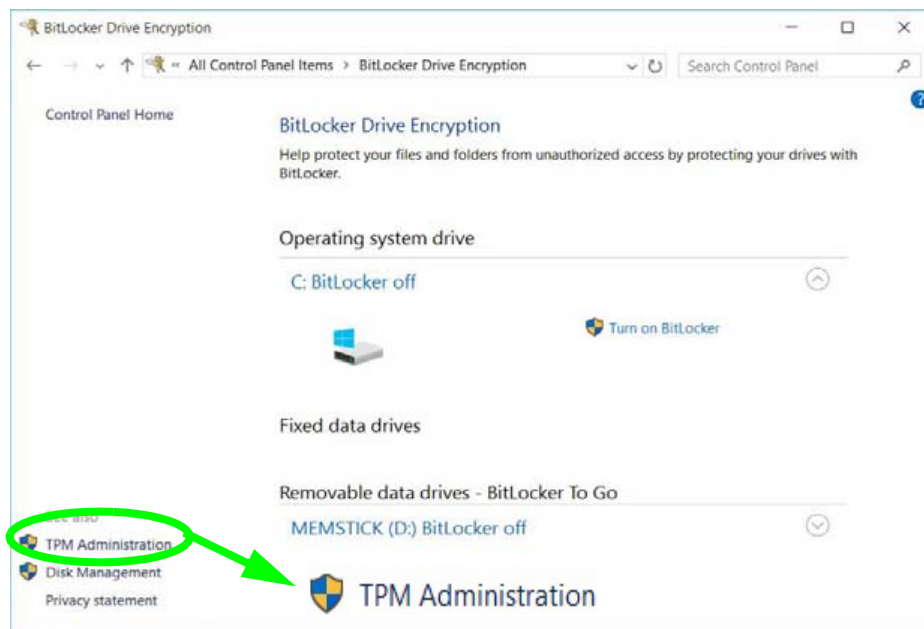 BitLocker Drive Encryption
« All Control Panel Items > BitLocker Drive Encryption
Search Control Panel
Control Panel Home
BitLocker Drive Encryption
Help protect your files and folders from unauthorized access by protecting your drives with
BitLocker.
Operating system drive
C: BitLocker off
Turn on BitLocker
Fixed data drives
Removable data drives - BitLocker To Go
MEMSTICK (D:) BitLocker off
See also
TPM Administration
Disk Management
Privacy statement
TPM Administration